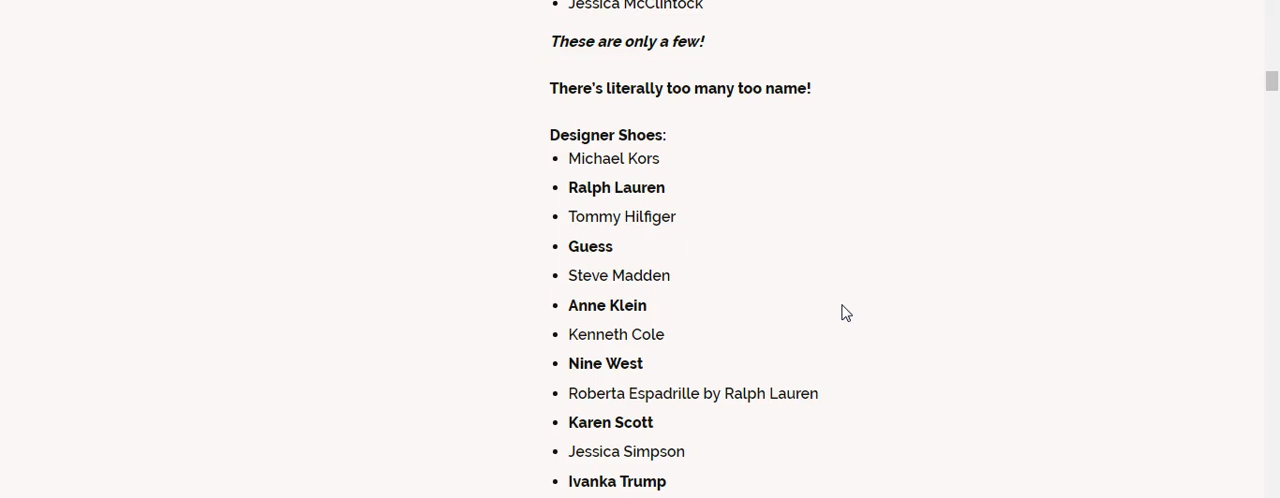 Jessica McClintock
These are only a few!
There's literally too many too name!
Designer Shoes:
Michael Kors
Ralph Lauren
Tommy Hilfiger
Guess
Steve Madden
Anne Klein
Kenneth Cole
Nine West
Roberta Espadrille by Ralph Lauren
Karen Scott
Jessica Simpson
Ivanka Trump